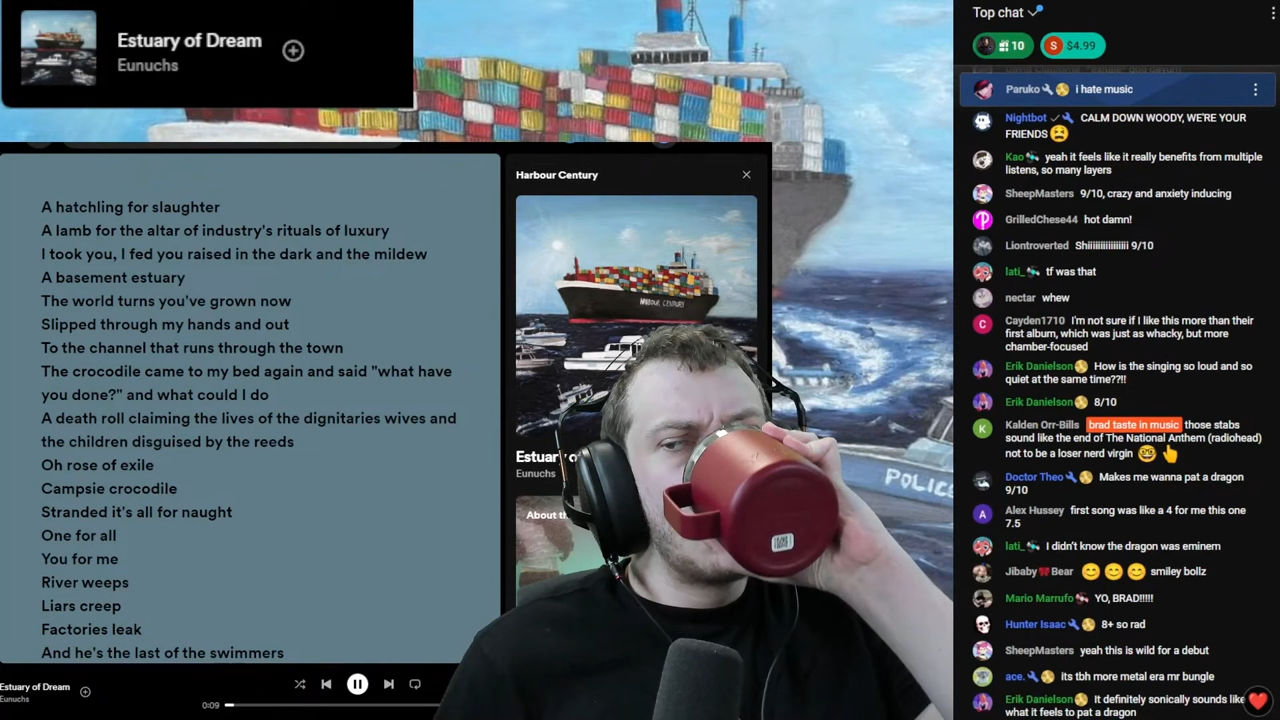 Estuary of Dream
Eunuchs
Harbour Century
A hatchling for slaughter
A lamb for the altar of industry's rituals of luxury
I took you, I fed you raised in the dark and the mildew
A basement estuary
The world turns you've grown now
Slipped through my hands and out
To the channel that runs through the town
The crocodile came to my bed again and said "what have
you done?" and what could I do
A death roll claiming the lives of the dignitaries wives and
the children disguised by the reeds
Oh rose of exile
Campsie crocodile
Stranded it's all for naught
One for all
You for me
River weeps
Liars creep
Factories leak
And he's the last of the swimmers
HARBOUR CENTURY
Estuary o
Eunuchs
About th
POLICE
Estuary of Dream
Eunuchs
0:09
Top chat
10
S $4.99
Paruko i hate music
Nightbot CALM DOWN WOODY, WE'RE YOUR
FRIENDS
Kao yeah it feels like it really benefits from multiple
listens, so many layers
SheepMasters 9/10, crazy and anxiety inducing
GrilledChese44 hot damn!
Liontroverted Shiiiiiiiiiiiiiiiii 9/10
lati_ tf was that
nectar whew
C Cayden1710 I'm not sure if I like this more than their
first album, which was just as whacky, but more
chamber-focused
Erik Danielson How is the singing so loud and so
quiet at the same time??!!
Erik Danielson 8/10
K Kalden Orr-Bills brad taste in music those stabs
sound like the end of The National Anthem (radiohead)
not to be a loser nerd virgin
Doctor Theo Makes me wanna pat a dragon
9/10
A Alex Hussey first song was like a 4 for me this one
7.5
lati_ I didn't know the dragon was eminem
Jibaby Bear smiley bollz
Mario Marrufo YO, BRAD!!!!!
Hunter Isaac 8+ so rad
SheepMasters yeah this is wild for a debut
ace. its tbh more metal era mr bungle
Erik Danielson It definitely sonically sounds like
what it feels to pat a dragon